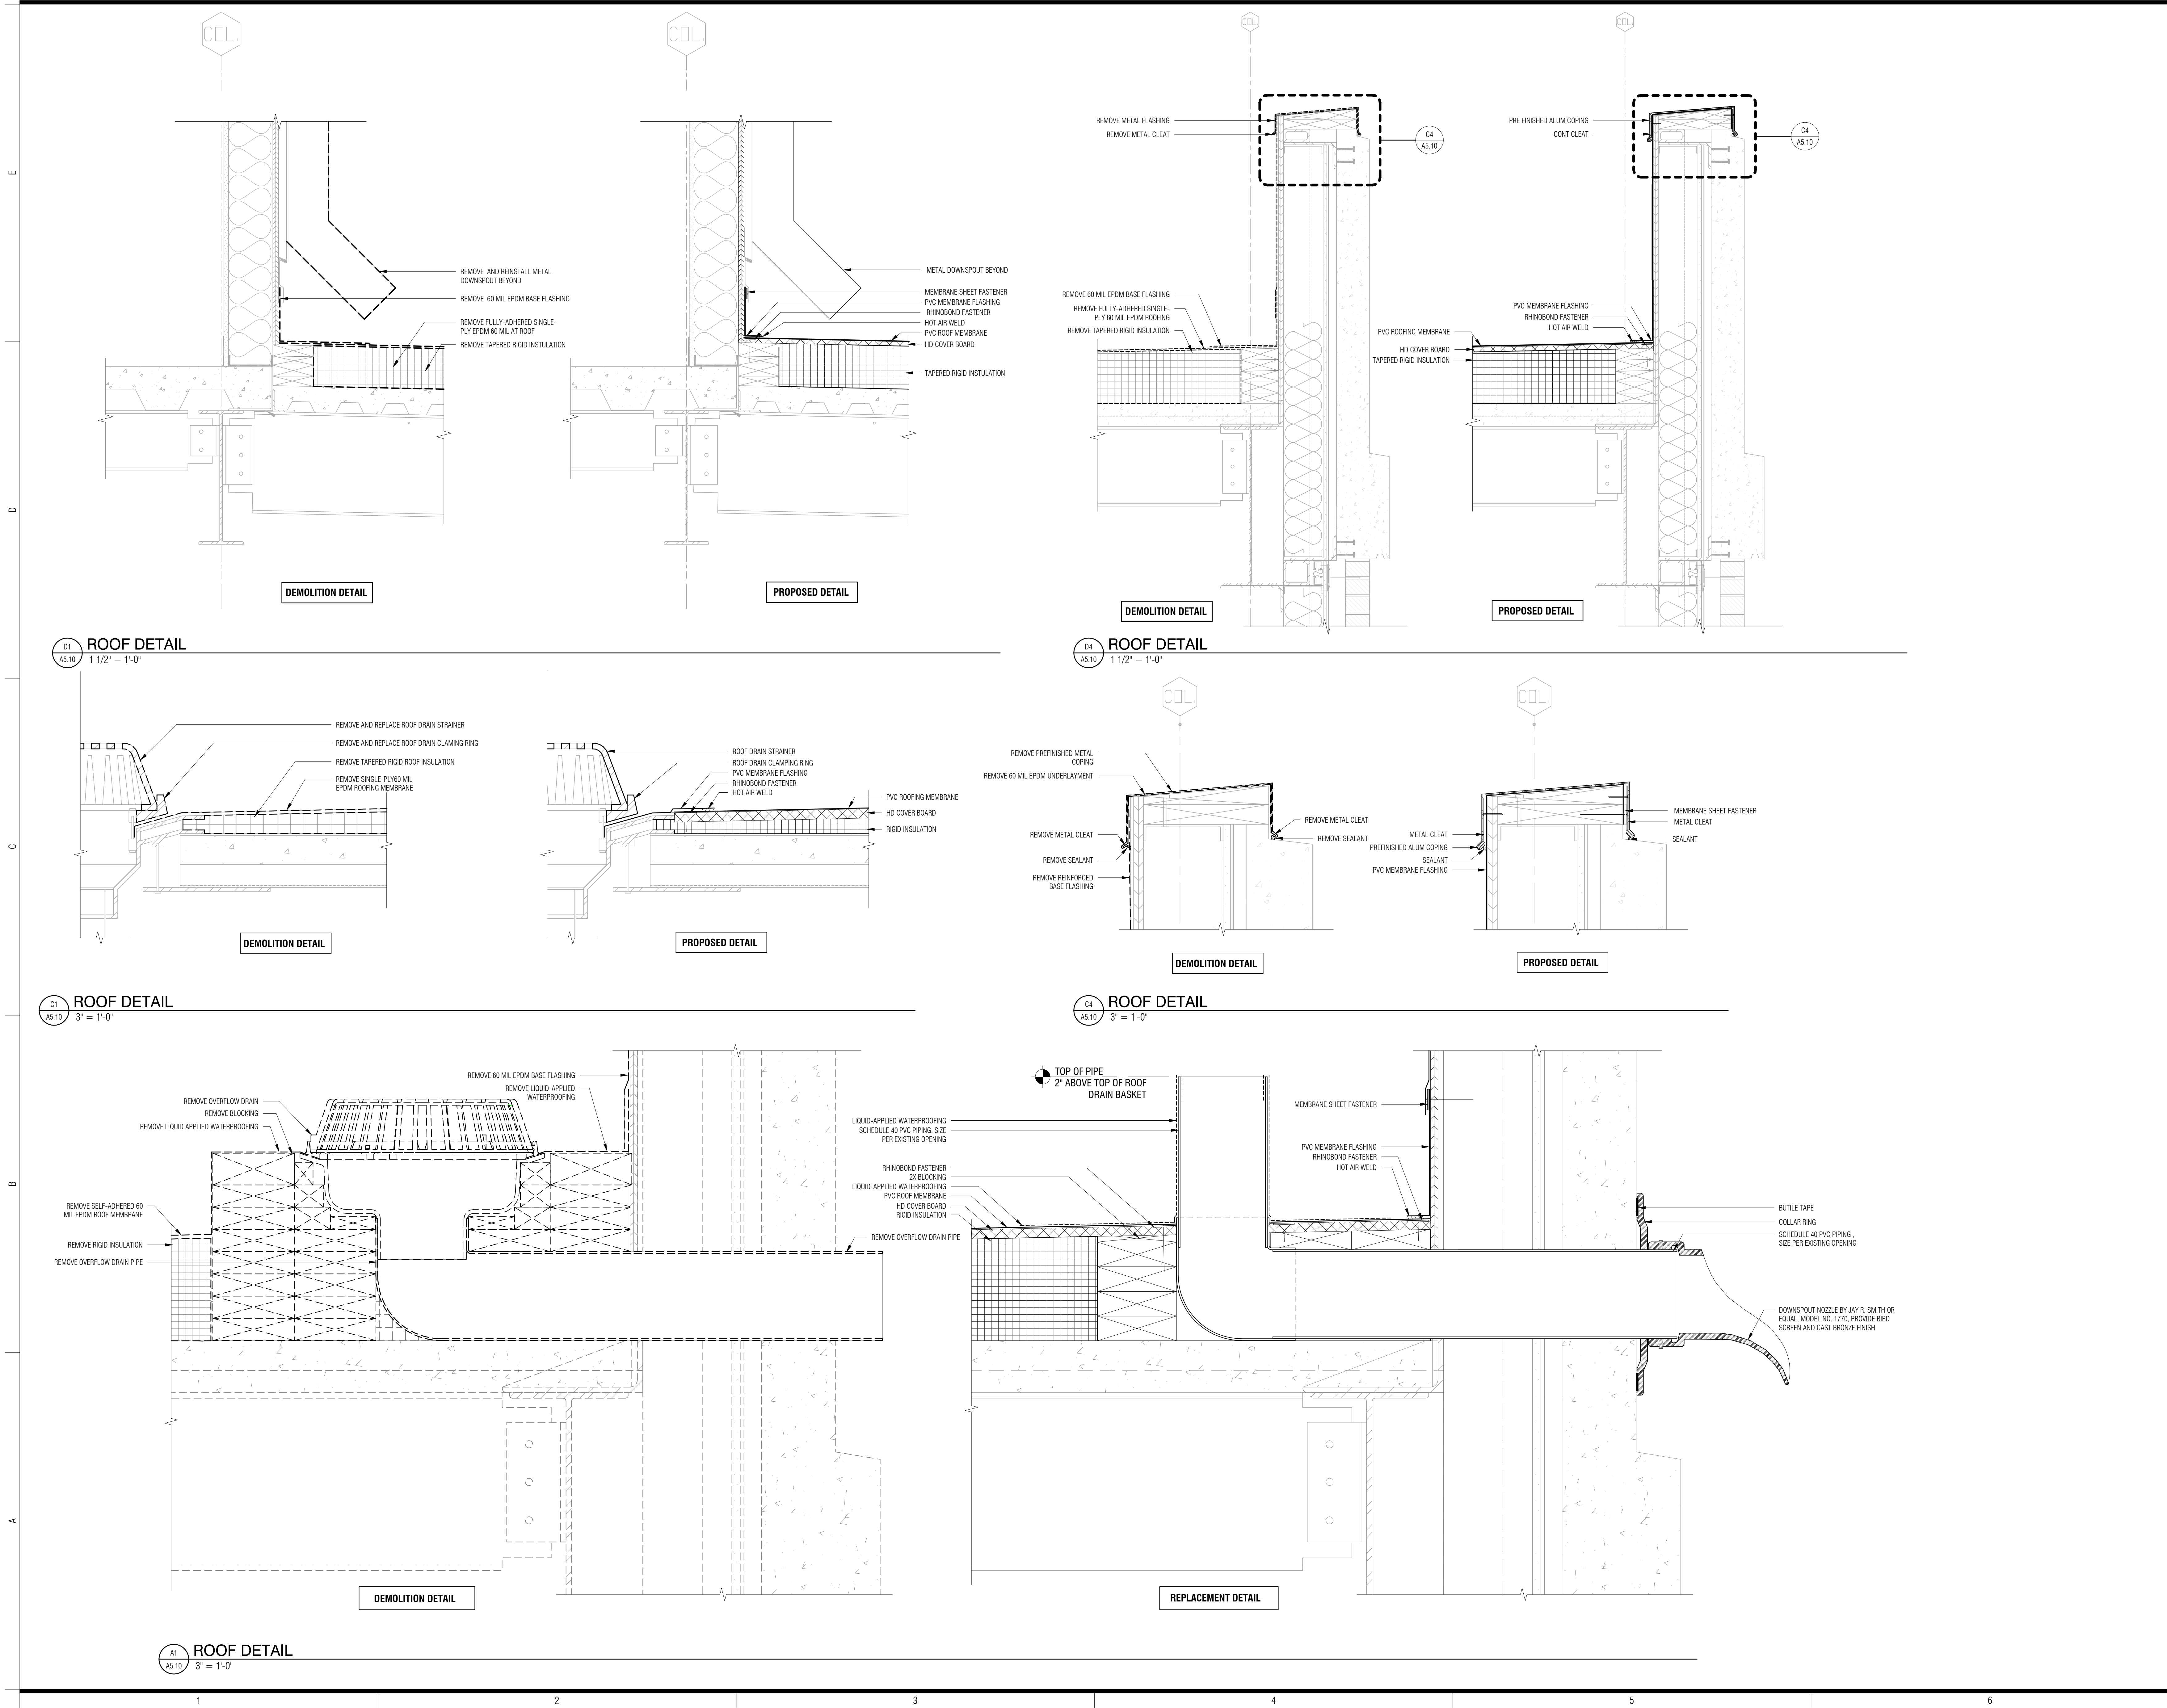 COL.
REMOVE AND REINSTALL METAL
DOWNSPOUT BEYOND
REMOVE 60 MIL EPDM BASE FLASHING
REMOVE FULLY-ADHERED SINGLE-
PLY EPDM 60 MIL AT ROOF
REMOVE TAPERED RIGID INSTULATION
DEMOLITION DETAIL
COL.
METAL DOWNSPOUT BEYOND
MEMBRANE SHEET FASTENER
PVC MEMBRANE FLASHING
RHINOBOND FASTENER
HOT AIR WELD
PVC ROOF MEMBRANE
HD COVER BOARD
TAPERED RIGID INSTULATION
PROPOSED DETAIL
D1
A5.10
ROOF DETAIL
1 1/2" = 1'-0"
COL.
REMOVE METAL FLASHING
REMOVE METAL CLEAT
C4
A5.10
REMOVE 60 MIL EPDM BASE FLASHING
REMOVE FULLY-ADHERED SINGLE-
PLY 60 MIL EPDM ROOFING
REMOVE TAPERED RIGID INSULATION
DEMOLITION DETAIL
COL.
PRE FINISHED ALUM COPING
CONT CLEAT
C4
A5.10
PVC MEMBRANE FLASHING
RHINOBOND FASTENER
HOT AIR WELD
PVC ROOFING MEMBRANE
HD COVER BOARD
TAPERED RIGID INSULATION
PROPOSED DETAIL
D4
A5.10
ROOF DETAIL
1 1/2" = 1'-0"
REMOVE AND REPLACE ROOF DRAIN STRAINER
REMOVE AND REPLACE ROOF DRAIN CLAMING RING
REMOVE TAPERED RIGID ROOF INSULATION
REMOVE SINGLE-PLY60 MIL
EPDM ROOFING MEMBRANE
DEMOLITION DETAIL
ROOF DRAIN STRAINER
ROOF DRAIN CLAMPING RING
PVC MEMBRANE FLASHING
RHINOBOND FASTENER
HOT AIR WELD
PVC ROOFING MEMBRANE
HD COVER BOARD
RIGID INSULATION
PROPOSED DETAIL
C1
A5.10
ROOF DETAIL
3" = 1'-0"
COL.
REMOVE PREFINISHED METAL
COPING
REMOVE 60 MIL EPDM UNDERLAYMENT
REMOVE METAL CLEAT
REMOVE SEALANT
REMOVE METAL CLEAT
REMOVE SEALANT
REMOVE REINFORCED
BASE FLASHING
DEMOLITION DETAIL
COL.
MEMBRANE SHEET FASTENER
METAL CLEAT
SEALANT
METAL CLEAT
PREFINISHED ALUM COPING
SEALANT
PVC MEMBRANE FLASHING
PROPOSED DETAIL
C4
A5.10
ROOF DETAIL
3" = 1'-0"
REMOVE 60 MIL EPDM BASE FLASHING
REMOVE LIQUID-APPLIED
WATERPROOFING
REMOVE OVERFLOW DRAIN
REMOVE BLOCKING
REMOVE LIQUID APPLIED WATERPROOFING
REMOVE SELF-ADHERED 60
MIL EPDM ROOF MEMBRANE
REMOVE RIGID INSULATION
REMOVE OVERFLOW DRAIN PIPE
REMOVE OVERFLOW DRAIN PIPE
DEMOLITION DETAIL
TOP OF PIPE
2" ABOVE TOP OF ROOF
DRAIN BASKET
LIQUID-APPLIED WATERPROOFING
SCHEDULE 40 PVC PIPING, SIZE
PER EXISTING OPENING
RHINOBOND FASTENER
2X BLOCKING
LIQUID-APPLIED WATERPROOFING
PVC ROOF MEMBRANE
HD COVER BOARD
RIGID INSULATION
MEMBRANE SHEET FASTENER
PVC MEMBRANE FLASHING
RHINOBOND FASTENER
HOT AIR WELD
BUTILE TAPE
COLLAR RING
SCHEDULE 40 PVC PIPING ,
SIZE PER EXISTING OPENING
DOWNSPOUT NOZZLE BY JAY R. SMITH OR
EQUAL. MODEL NO. 1770, PROVIDE BIRD
SCREEN AND CAST BRONZE FINISH
REPLACEMENT DETAIL
A1
A5.10
ROOF DETAIL
3" = 1'-0"
E
D
C
B
A
1
2
3
4
5
6